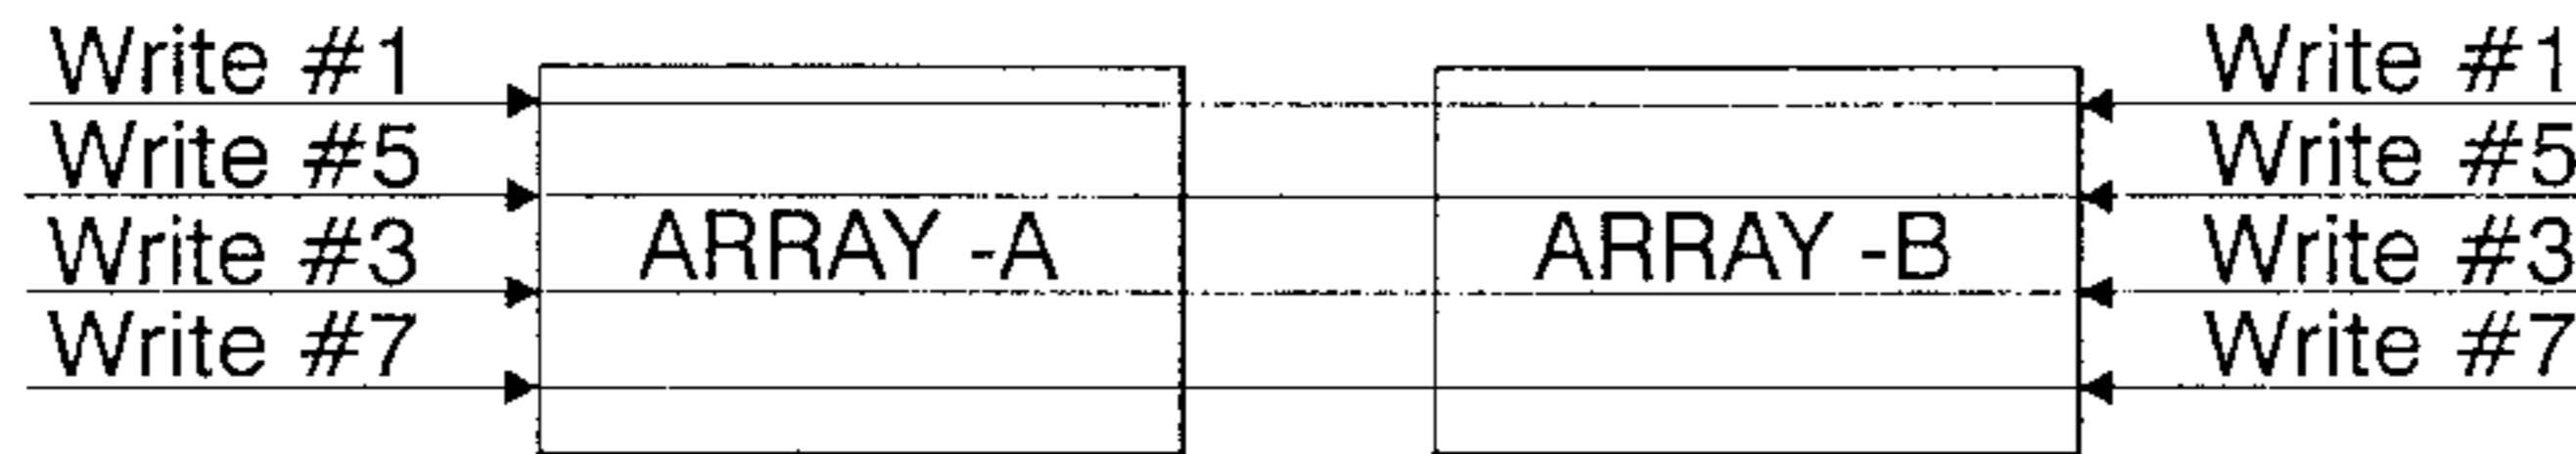 Write #1 Write #1
Write #5 Write #5
ARRAY -A ARRAY -B
Write #3 Write #3
Write #7 Write #7